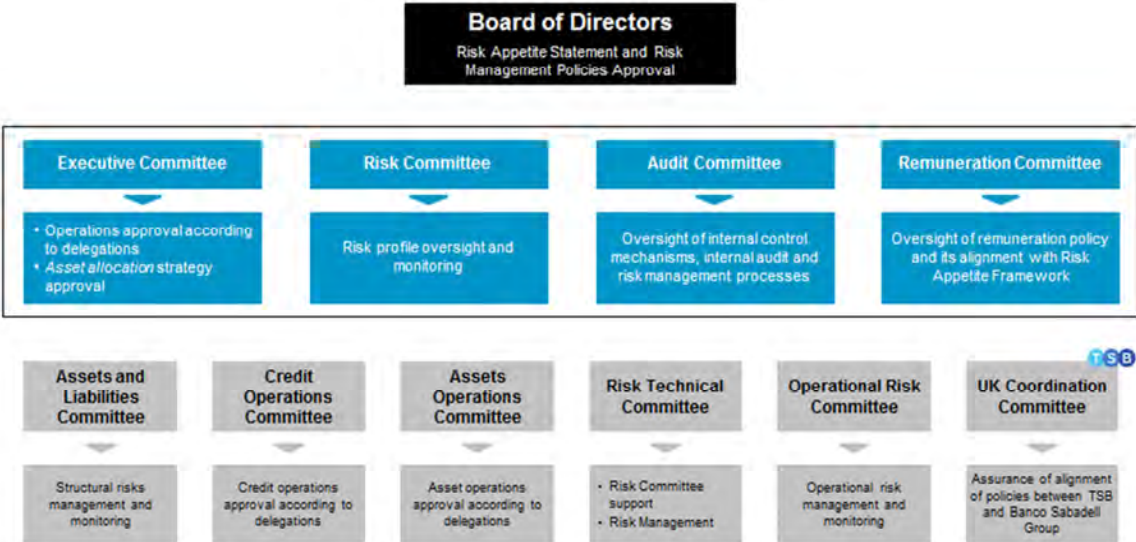 Board of Directors
Risk Appetite Statement and Risk
Management Policies Approval
Executive Committee
Risk Committee
Audit Committee
Remuneration Committee
• Operations approval according
to delegations
• Asset allocation strategy
approval
Risk profile oversight and
monitoring
Oversight of internal control
mechanisms, internal audit and
risk management processes
Oversight of remuneration policy
and its alignment with Risk
Appetite Framework
TSB
Assets and
Liabilities
Committee
Credit
Operations
Committee
Assets
Operations
Committee
Risk Technical
Committee
Operational Risk
Committee
UK Coordination
Committee
Structural risks
management and
monitoring
Credit operations
approval according to
delegations
Asset operations
approval according to
delegations
• Risk Committee
support
• Risk Management
Operational risk
management and
monitoring
Assurance of alignment
of policies between TSB
and Banco Sabadell
Group